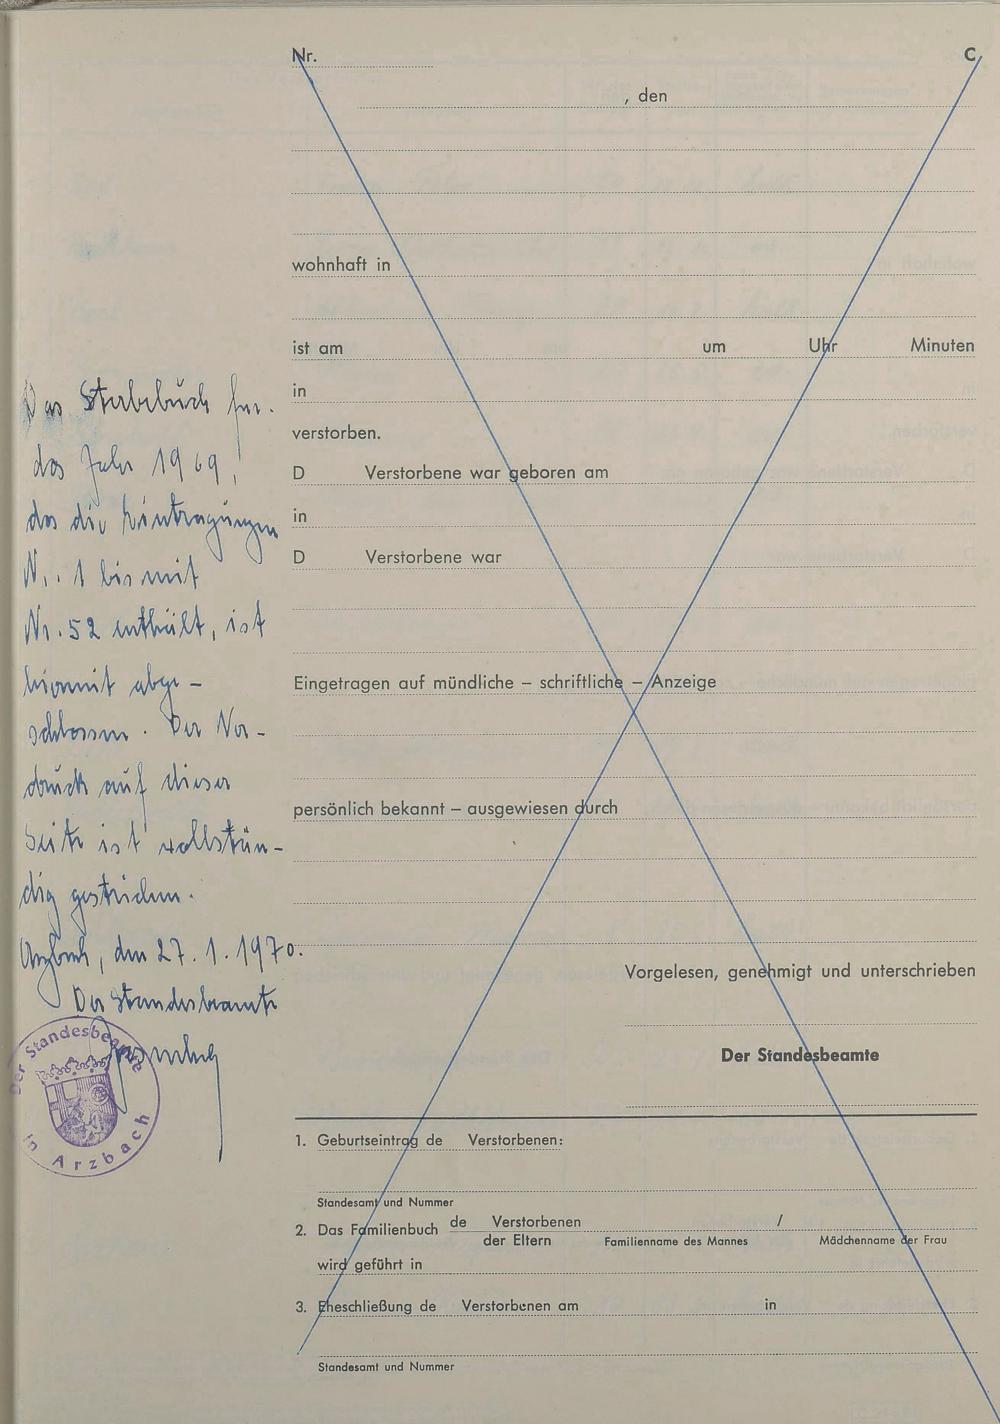 Nr.
C
, den
wohnhaft in
ist am um Uhr Minuten
in
verstorben.
D Verstorbene war geboren am
in
D Verstorbene war
Eingetragen auf mündliche – schriftliche – Anzeige
persönlich bekannt – ausgewiesen durch
Vorgelesen, genehmigt und unterschrieben
Der Standesbeamte
1. Geburtseintrag de Verstorbenen:
Standesamt und Nummer
2. Das Familienbuch de Verstorbenen /
der Eltern Familienname des Mannes Mädchenname der Frau
wird geführt in
3. Eheschließung de Verstorbenen am in
Standesamt und Nummer
Das Sterbebuch für
das Jahr 1969,
das die Eintragungen
Nr. 1 bis mit
Nr. 52 enthält, ist
hiermit abge-
schlossen. Der Vor-
druck auf dieser
Seite ist vollstän-
dig gestrichen.
Arzbach, den 27. 1. 1970.
Der Standesbeamte
Der Standesbeamte
in Arzbach